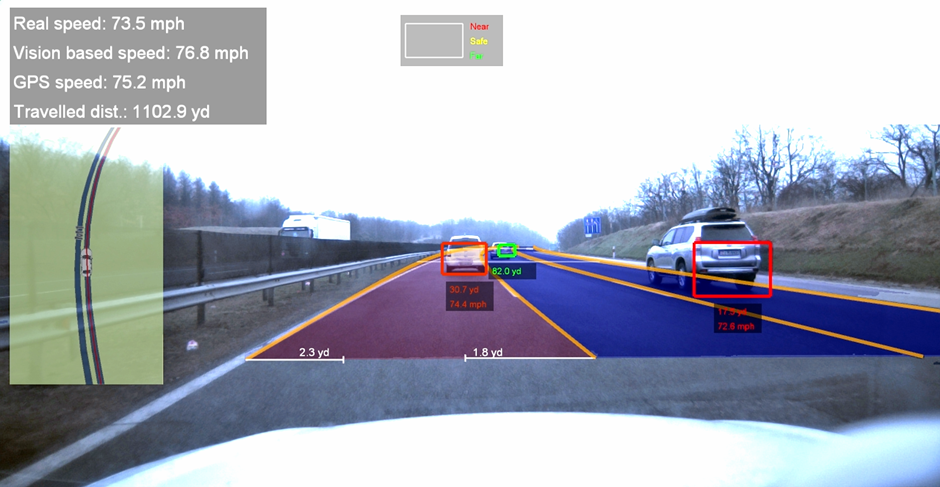 Real speed: 73.5 mph
Vision based speed: 76.8 mph
GPS speed: 75.2 mph
Travelled dist.: 1102.9 yd
Near
Safe
Far
82.0 yd
30.7 yd
74.4 mph
72.6 mph
2.3 yd
1.8 yd